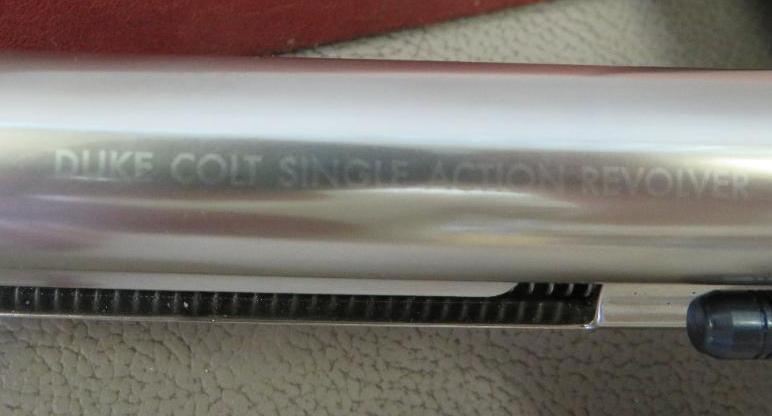 DUKE COLT SINGLE ACTION REVOLVER